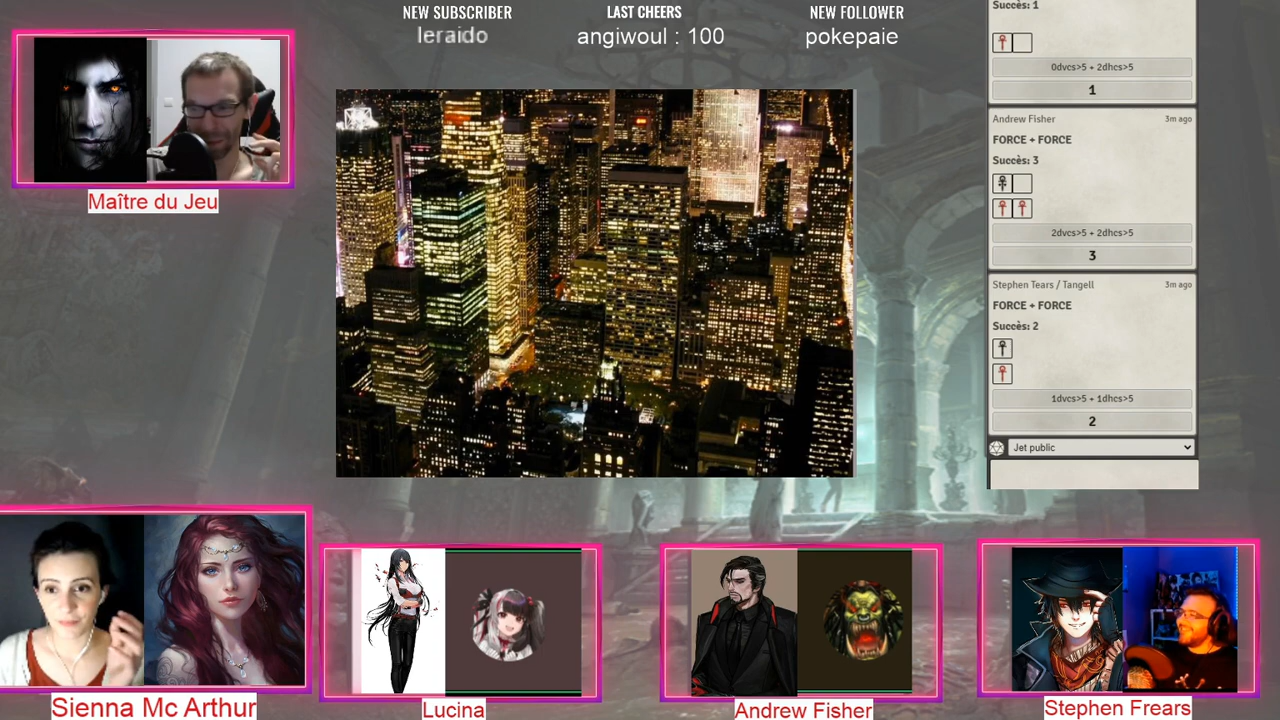 NEW SUBSCRIBER
leraido
LAST CHEERS
angiwoul : 100
NEW FOLLOWER
pokepaie
Maître du Jeu
Succès: 1
0dvcs>5 + 2dhcs>5
1
Andrew Fisher
3m ago
FORCE + FORCE
Succès: 3
2dvcs>5 + 2dhcs>5
3
Stephen Tears / Tangell
3m ago
FORCE + FORCE
Succès: 2
1dvcs>5 + 1dhcs>5
2
Jet public
Sienna Mc Arthur
Lucina
Andrew Fisher
Stephen Frears